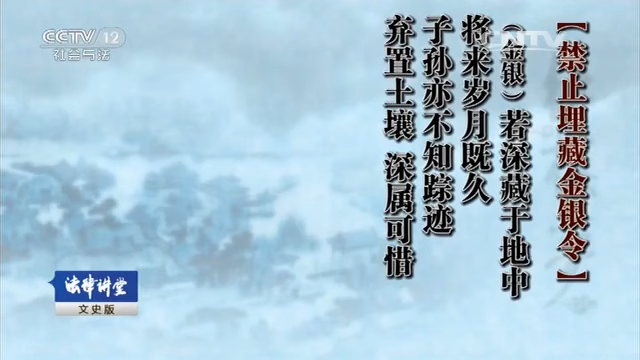 CCTV 12
社会与法
CNTV
【禁止埋藏金银令】
（金银）若深藏于地中
将来岁月既久
子孙亦不知踪迹
弃置土壤 深属可惜
法律讲堂
文史版